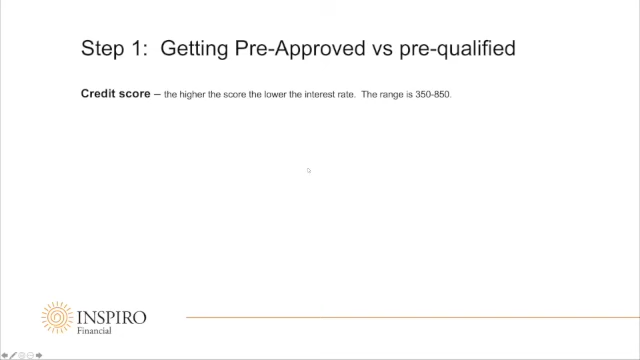 Step 1: Getting Pre-Approved vs pre-qualified
Credit score – the higher the score the lower the interest rate. The range is 350-850.
INSPIRO
Financial